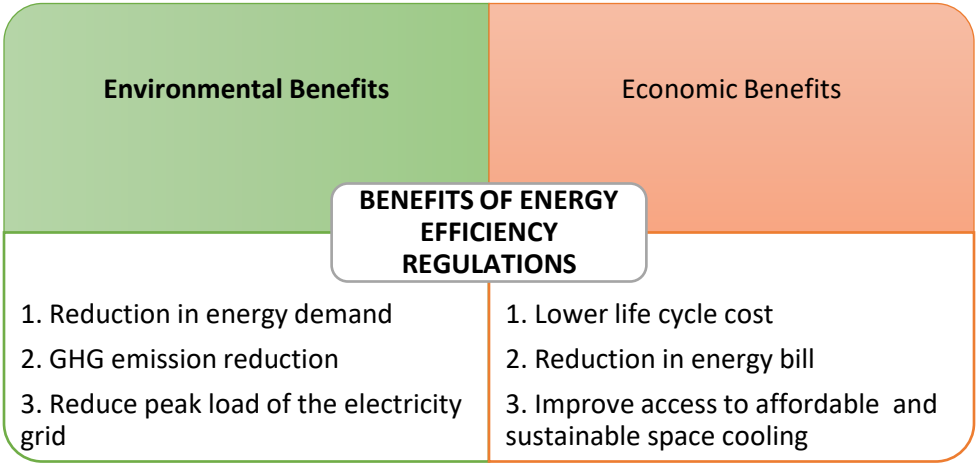 Environmental Benefits
Economic Benefits
BENEFITS OF ENERGY
EFFICIENCY
REGULATIONS
1. Reduction in energy demand
2. GHG emission reduction
3. Reduce peak load of the electricity
grid
1. Lower life cycle cost
2. Reduction in energy bill
3. Improve access to affordable  and
sustainable space cooling